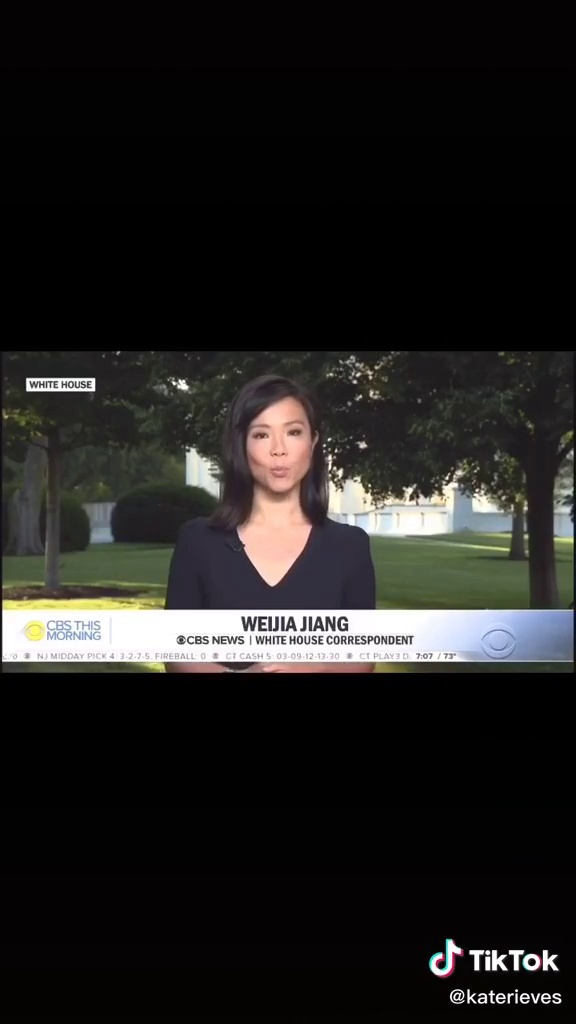 WHITE HOUSE
CBS THIS
MORNING
WEIJIA JIANG
CBS NEWS | WHITE HOUSE CORRESPONDENT
NJ MIDDAY PICK 4: 3-2-7-5, FIREBALL: 0 CT CASH 5: 03-09-12-13-30 CT PLAY3 D: 7:07 / 73°
TikTok
@katerieves